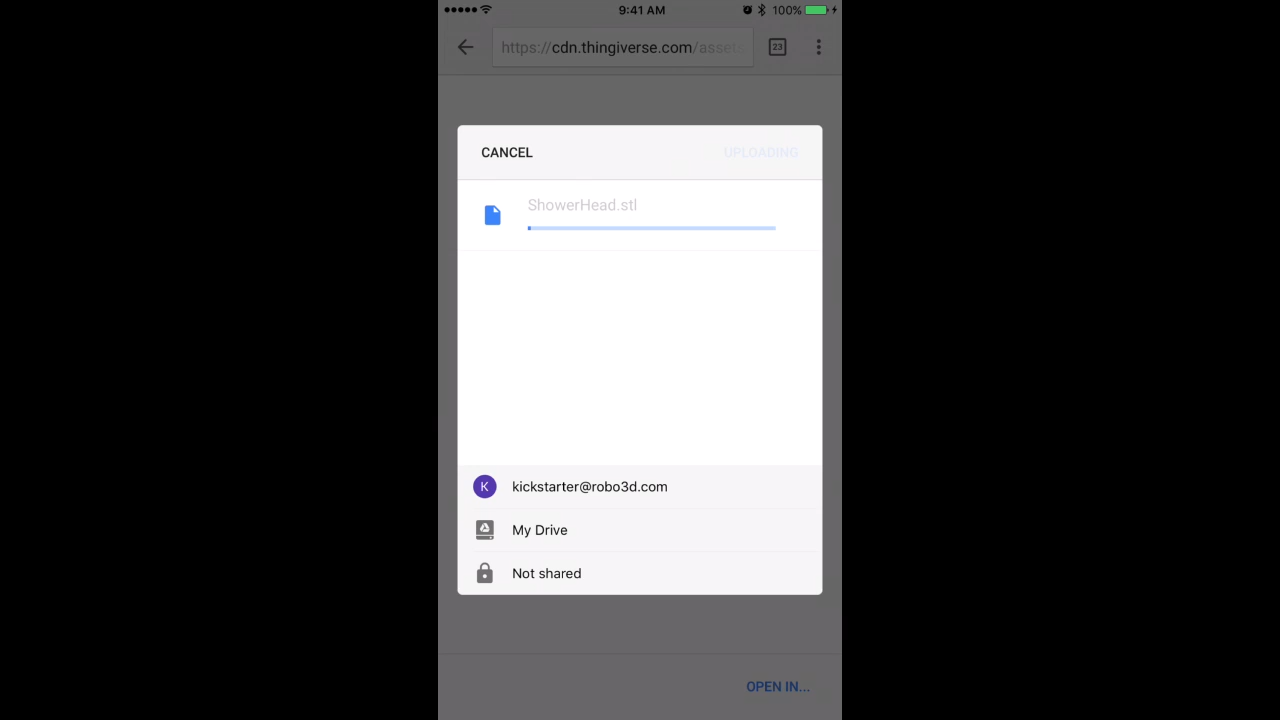 9:41 AM
100%
https://cdn.thingiverse.com/assets
23
CANCEL
UPLOADING
ShowerHead.stl
K
kickstarter@robo3d.com
My Drive
Not shared
OPEN IN...